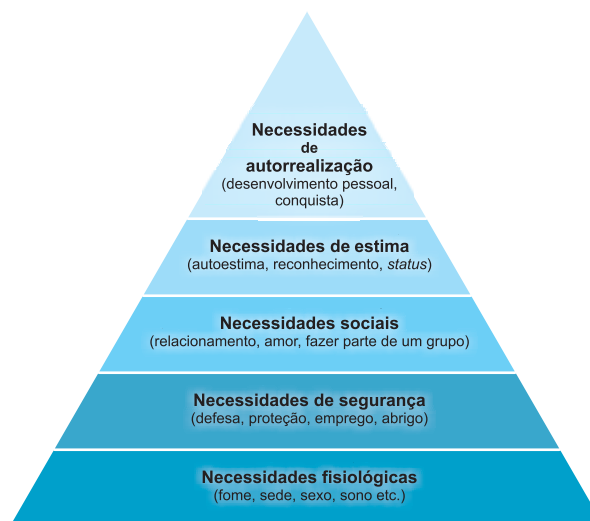 Necessidades
de
autorrealização
(desenvolvimento pessoal,
conquista)
Necessidades de estima
(autoestima, reconhecimento, status)
Necessidades sociais
(relacionamento, amor, fazer parte de um grupo)
Necessidades de segurança
(defesa, proteção, emprego, abrigo)
Necessidades fisiológicas
(fome, sede, sexo, sono etc.)